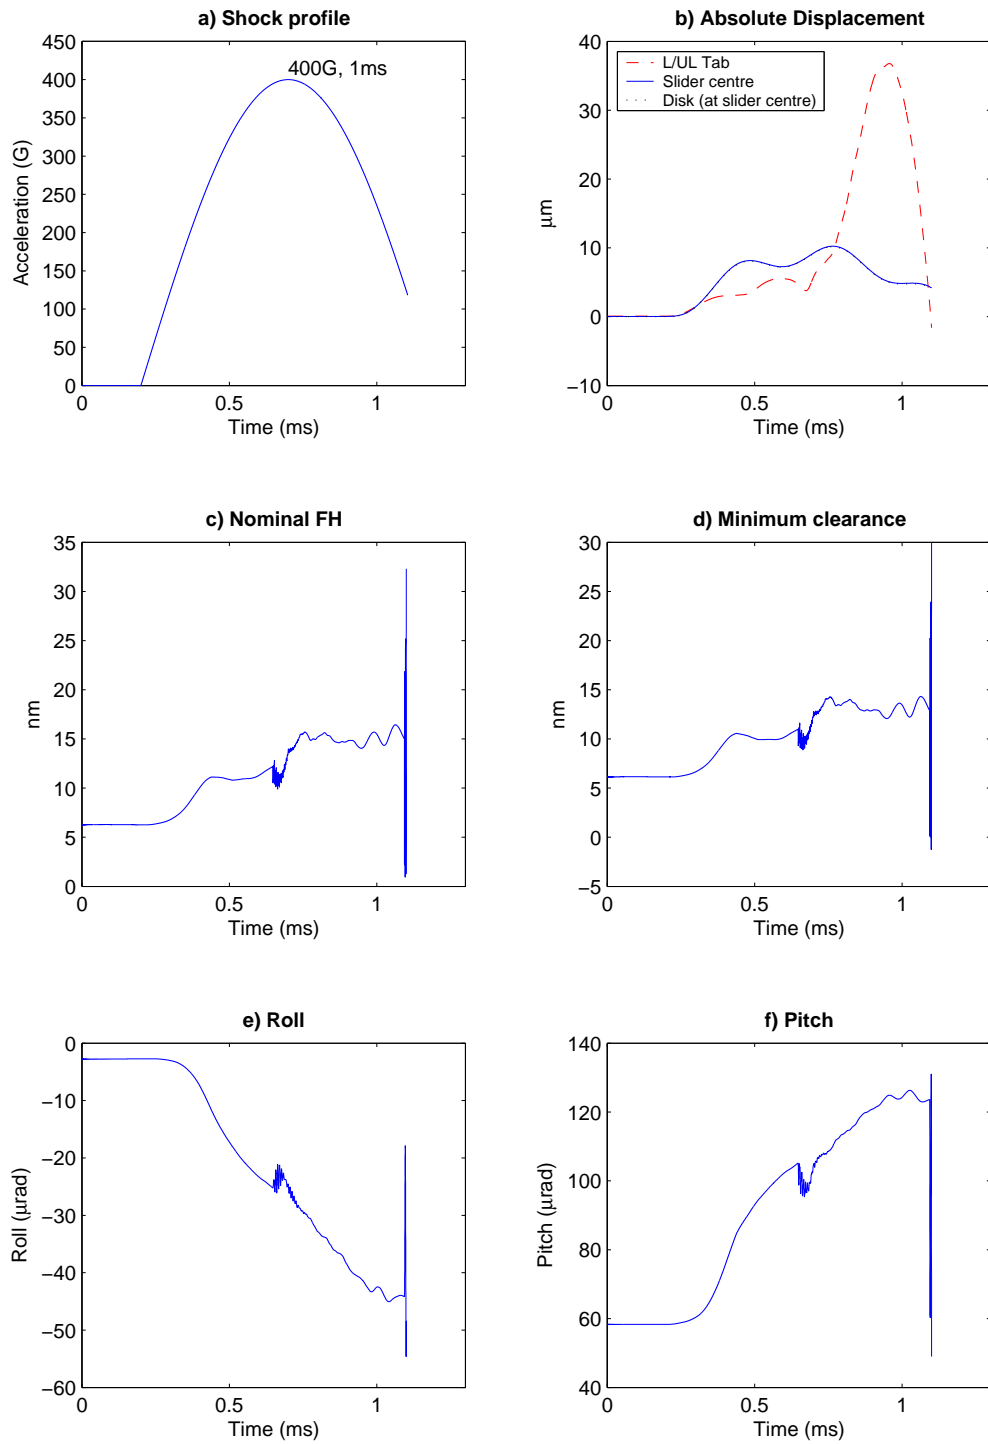 a) Shock profile
450
400
350
300
250
200
150
100
50
0
Acceleration (G)
400G, 1ms
0
0.5
1
Time (ms)
b) Absolute Displacement
40
30
20
10
0
−10
μm
L/UL Tab
Slider centre
Disk (at slider centre)
0
0.5
1
Time (ms)
c) Nominal FH
35
30
25
20
15
10
5
0
nm
0
0.5
1
Time (ms)
d) Minimum clearance
30
25
20
15
10
5
0
−5
nm
0
0.5
1
Time (ms)
e) Roll
0
−10
−20
−30
−40
−50
−60
Roll (μrad)
0
0.5
1
Time (ms)
f) Pitch
140
120
100
80
60
40
Pitch (μrad)
0
0.5
1
Time (ms)